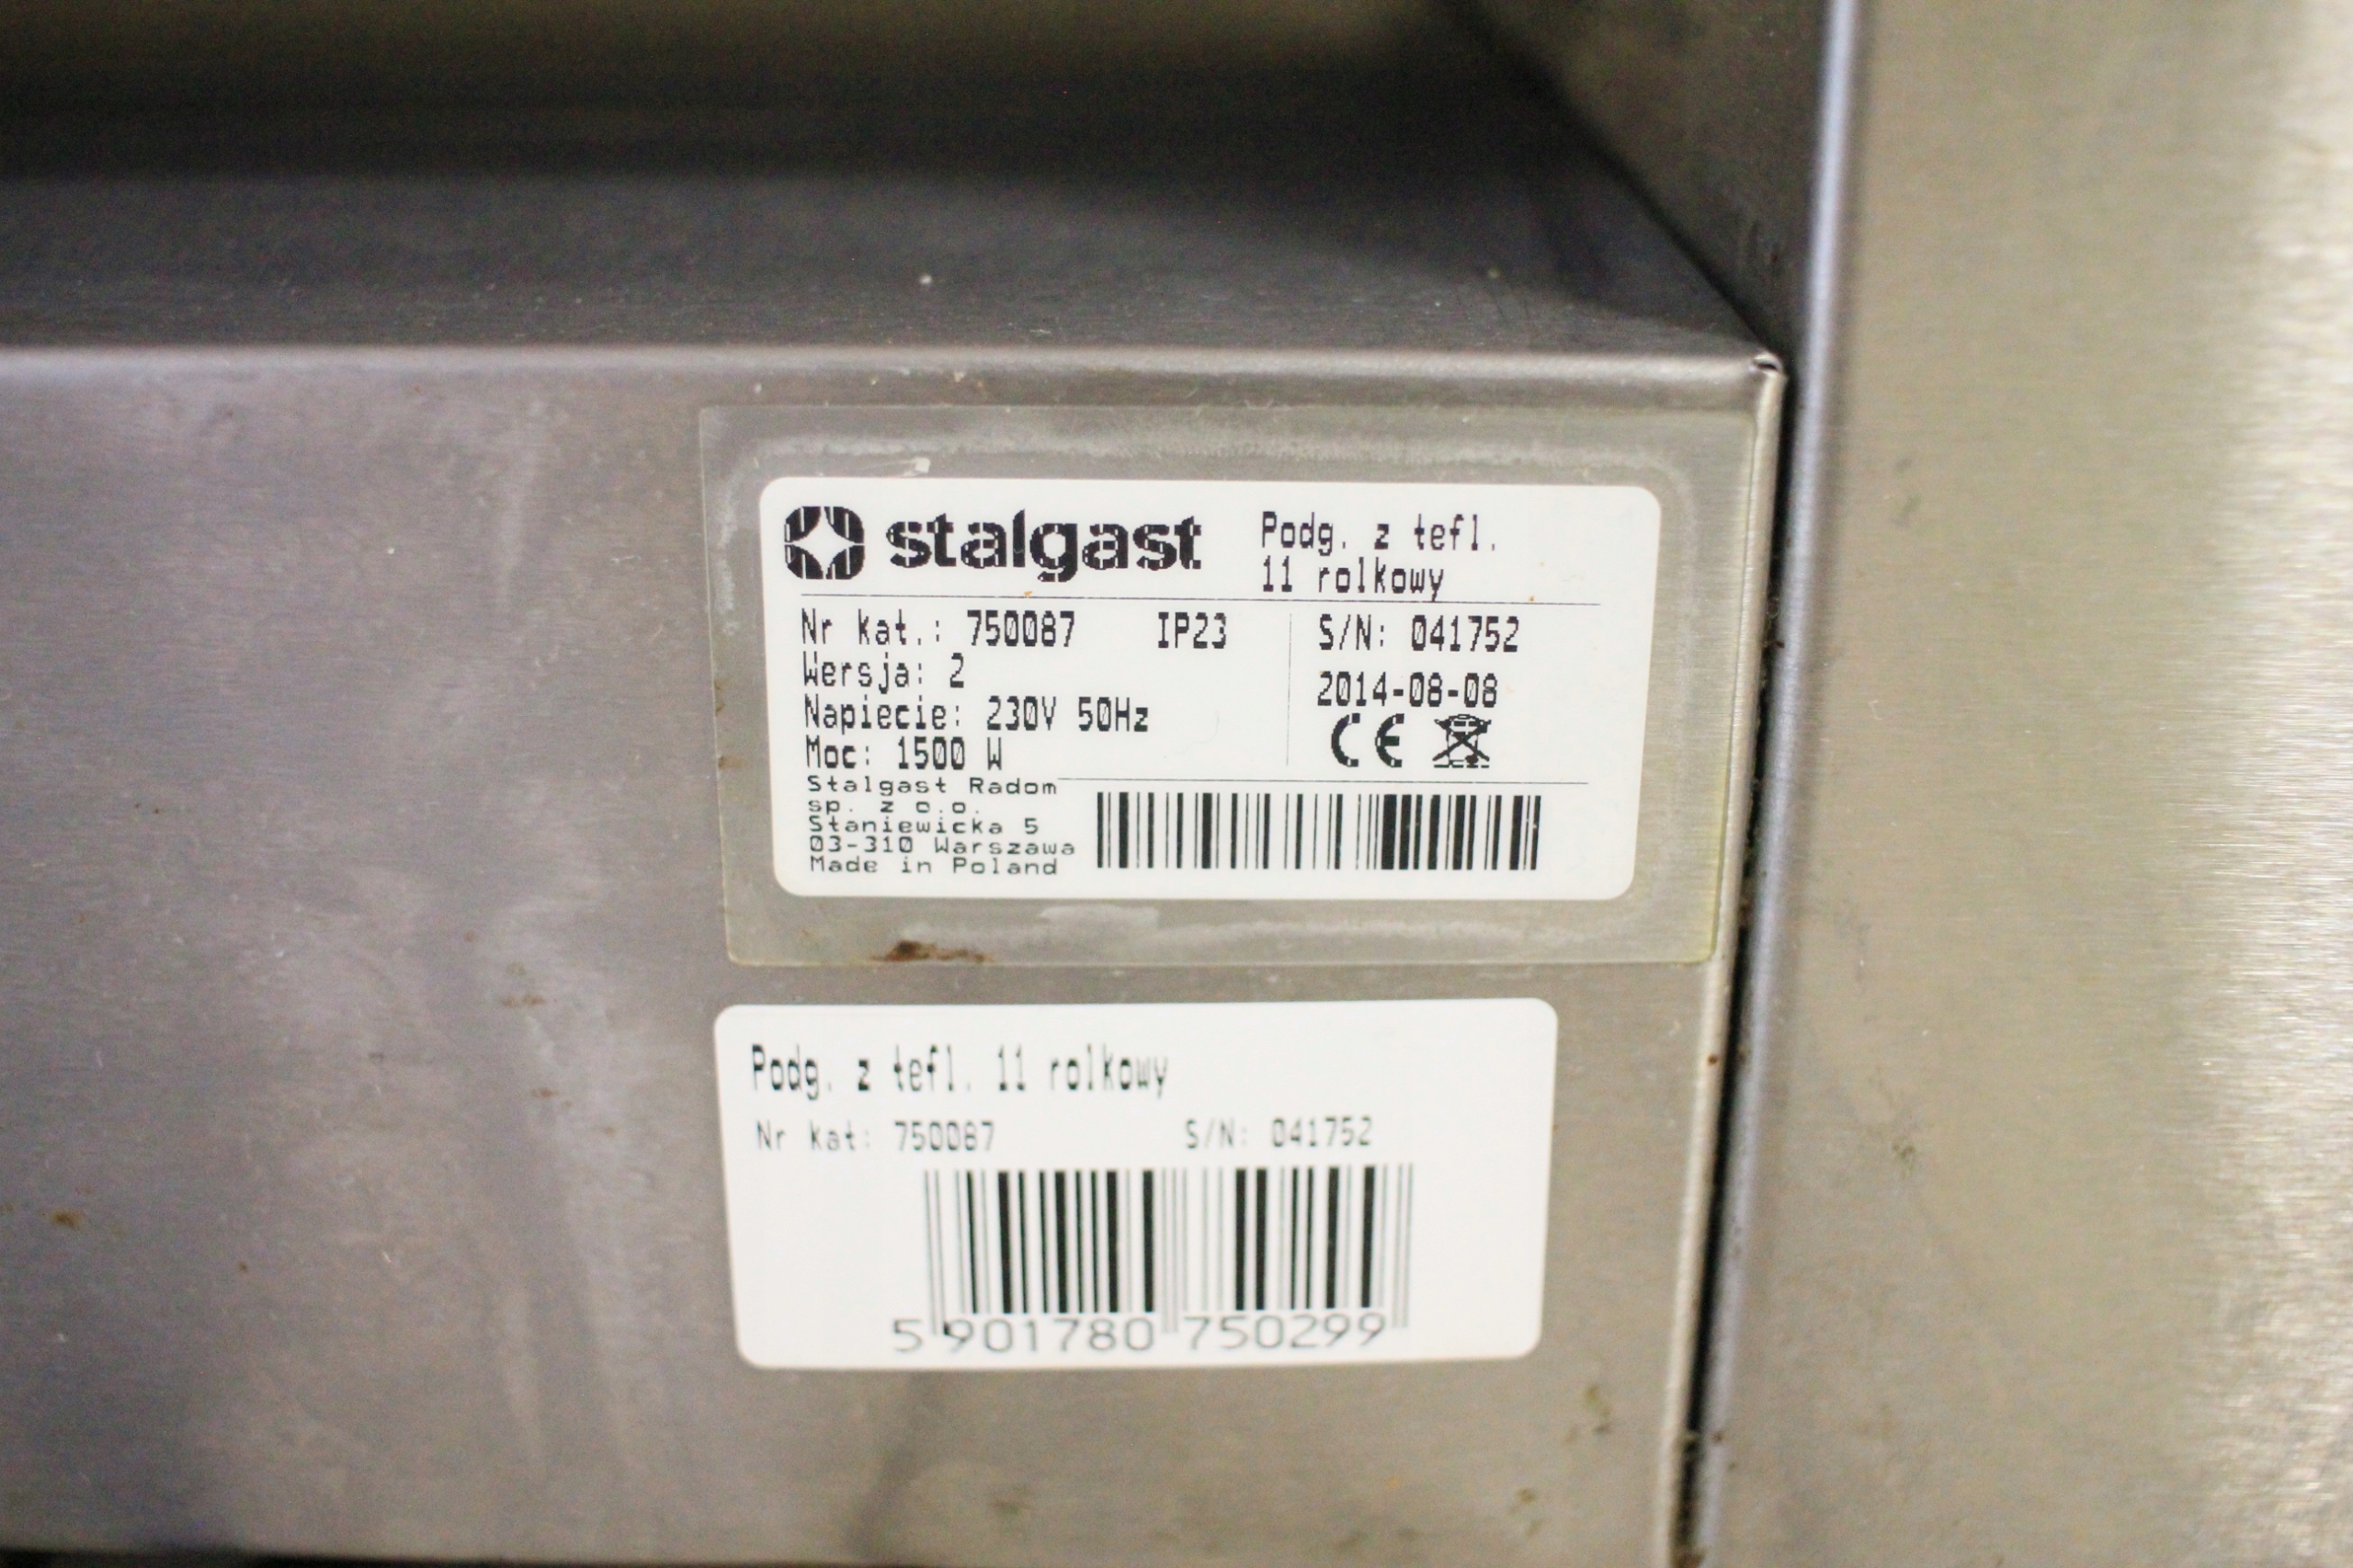 stalgast
Podg. z tefl.
11 rolkowy
Nr kat.: 750087 IP23
Wersja: 2
Napiecie: 230V 50Hz
Moc: 1500 W
S/N: 041752
2014-08-08
CE
Stalgast Radom
sp. z o.o.
Staniewicka 5
03-310 Warszawa
Made in Poland
Podg. z tefl. 11 rolkowy
Nr kat: 750087 S/N: 041752
5 901780 750299